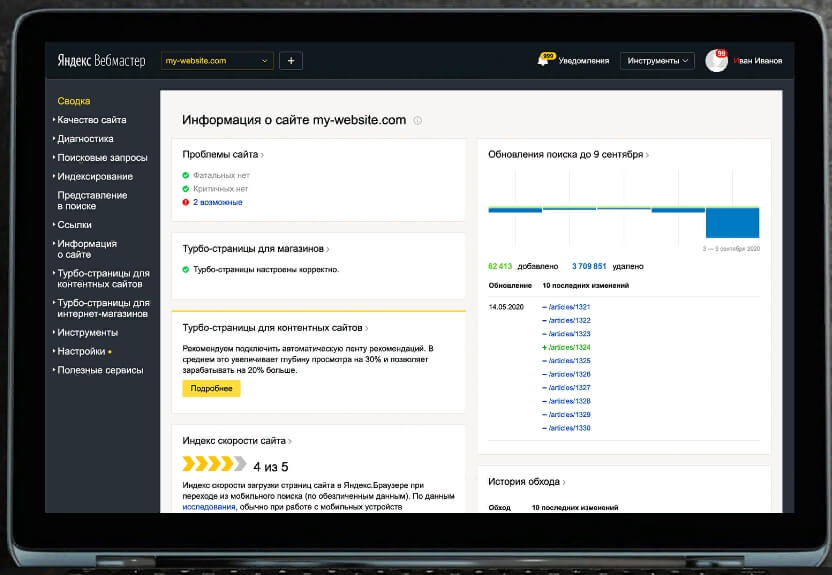 Яндекс Вебмастер
my-website.com
+
999
Уведомления
Инструменты
99
Иван Иванов
Сводка
Качество сайта
Диагностика
Поисковые запросы
Индексирование
Представление
в поиске
Ссылки
Информация
о сайте
Турбо-страницы для
контентных сайтов
Турбо-страницы для
интернет-магазинов
Инструменты
Настройки
Полезные сервисы
Информация о сайте my-website.com
Проблемы сайта
Фатальных нет
Критичных нет
2 возможные
Турбо-страницы для магазинов
Турбо-страницы настроены корректно.
Турбо-страницы для контентных сайтов
Рекомендуем подключить автоматическую ленту рекомендаций. В
среднем это увеличивает глубину просмотра на 30% и позволяет
зарабатывать на 20% больше.
Подробнее
Индекс скорости сайта
4 из 5
Индекс скорости загрузки страниц сайта в Яндекс.Браузере при
переходе из мобильного поиска (по обезличенным данным). По данным
исследования, обычно при работе с мобильных устройств
Обновления поиска до 9 сентября
3 — 9 сентября 2020
62 413 добавлено 3 709 851 удалено
Обновление 10 последних изменений
14.05.2020 – /articles/1321
– /articles/1322
– /articles/1323
+ /articles/1324
– /articles/1325
– /articles/1326
– /articles/1327
– /articles/1328
– /articles/1329
– /articles/1330
История обхода
Обход 10 последних изменений